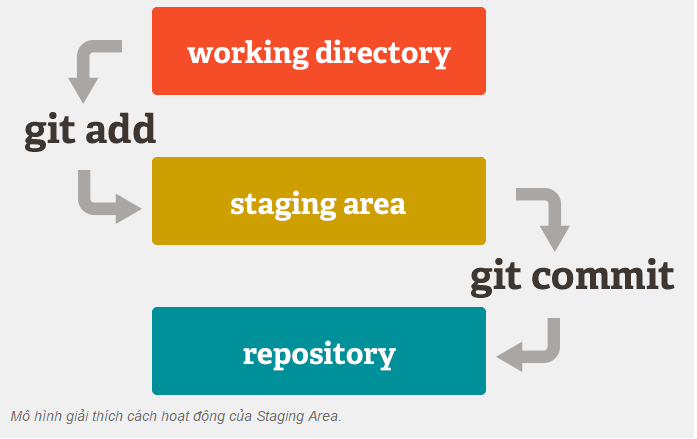 working directory
git add
staging area
git commit
repository
Mô hình giải thích cách hoạt động của Staging Area.